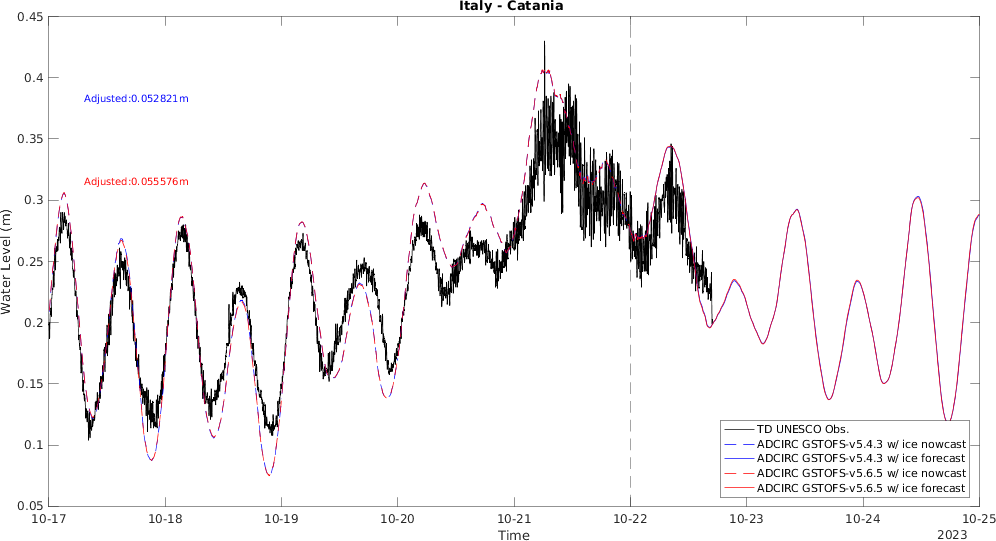 Italy - Catania
0.45
0.4
0.35
0.3
0.25
0.2
0.15
0.1
0.05
Water Level (m)
Adjusted:0.052821m
Adjusted:0.055576m
TD UNESCO Obs.
ADCIRC GSTOFS-v5.4.3 w/ ice nowcast
ADCIRC GSTOFS-v5.4.3 w/ ice forecast
ADCIRC GSTOFS-v5.6.5 w/ ice nowcast
ADCIRC GSTOFS-v5.6.5 w/ ice forecast
10-17 10-18 10-19 10-20 10-21 10-22 10-23 10-24 10-25
Time
2023